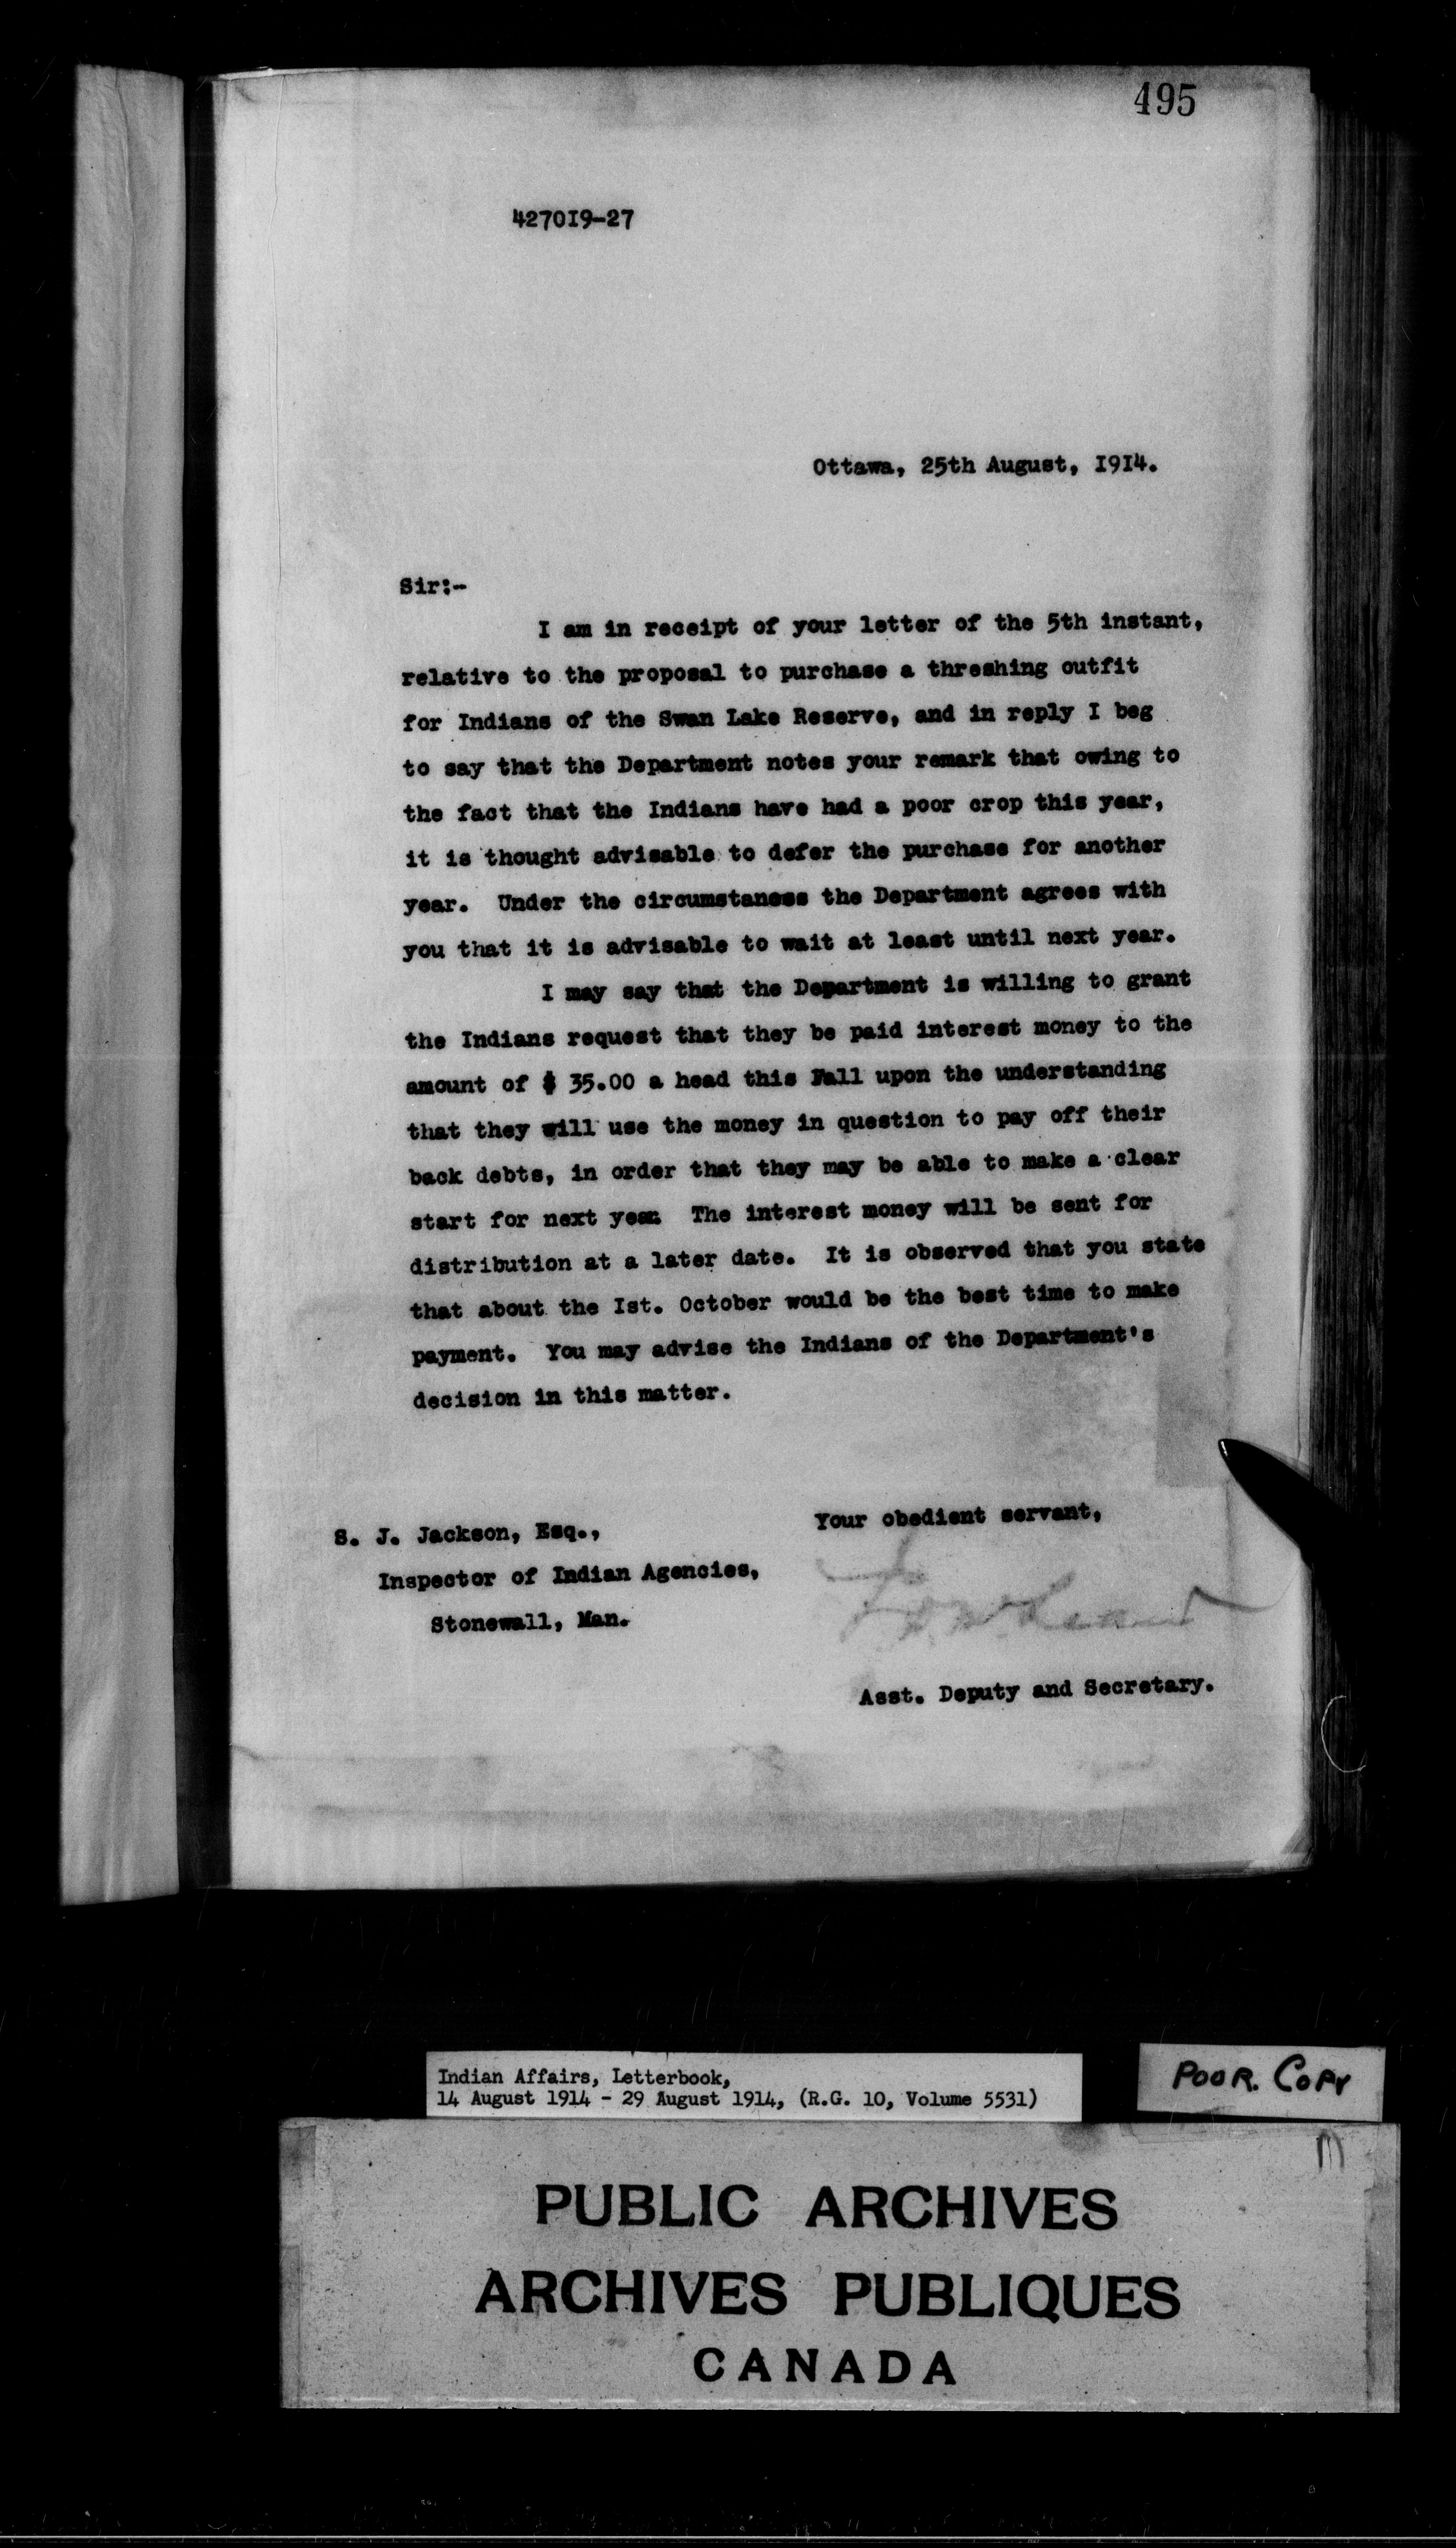 495
427019-27
Ottawa, 25th August, 1914.
Sir:-
I am in receipt of your letter of the 5th instant,
relative to the proposal to purchase a threshing outfit
for Indians of the Swan Lake Reserve, and in reply I beg
to say that the Department notes your remark that owing to
the fact that the Indians have had a poor crop this year,
it is thought advisable to defer the purchase for another
year. Under the circumstaness the Department agrees with
you that it is advisable to wait at least until next year.
I may say that the Department is willing to grant
the Indians request that they be paid interest money to the
amount of $ 35.00 a head this Fall upon the understanding
that they will use the money in question to pay off their
back debts, in order that they may be able to make a clear
start for next year. The interest money will be sent for
distribution at a later date. It is observed that you state
that about the Ist. October would be the best time to make
payment. You may advise the Indians of the Department's
decision in this matter.
Your obedient servant,
S. J. Jackson, Esq.,
Inspector of Indian Agencies,
Stonewall, Man.
Asst. Deputy and Secretary.
Indian Affairs, Letterbook,
14 August 1914 - 29 August 1914, (R.G. 10, Volume 5531)
POOR. COPY
PUBLIC ARCHIVES
ARCHIVES PUBLIQUES
CANADA